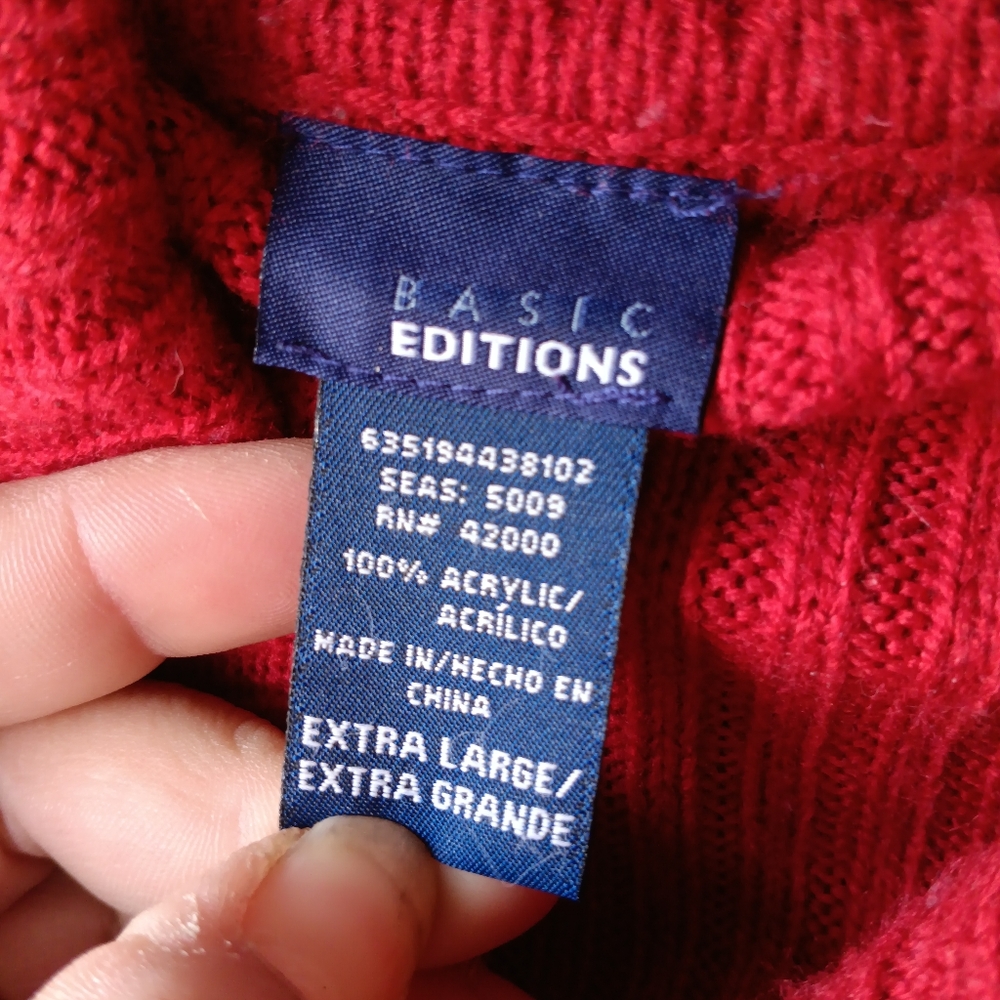 BASIC
EDITIONS
635194438102
SEAS: 5009
RN# 42000
100% ACRYLIC/
ACRÍLICO
MADE IN/HECHO EN
CHINA
EXTRA LARGE/
EXTRA GRANDE